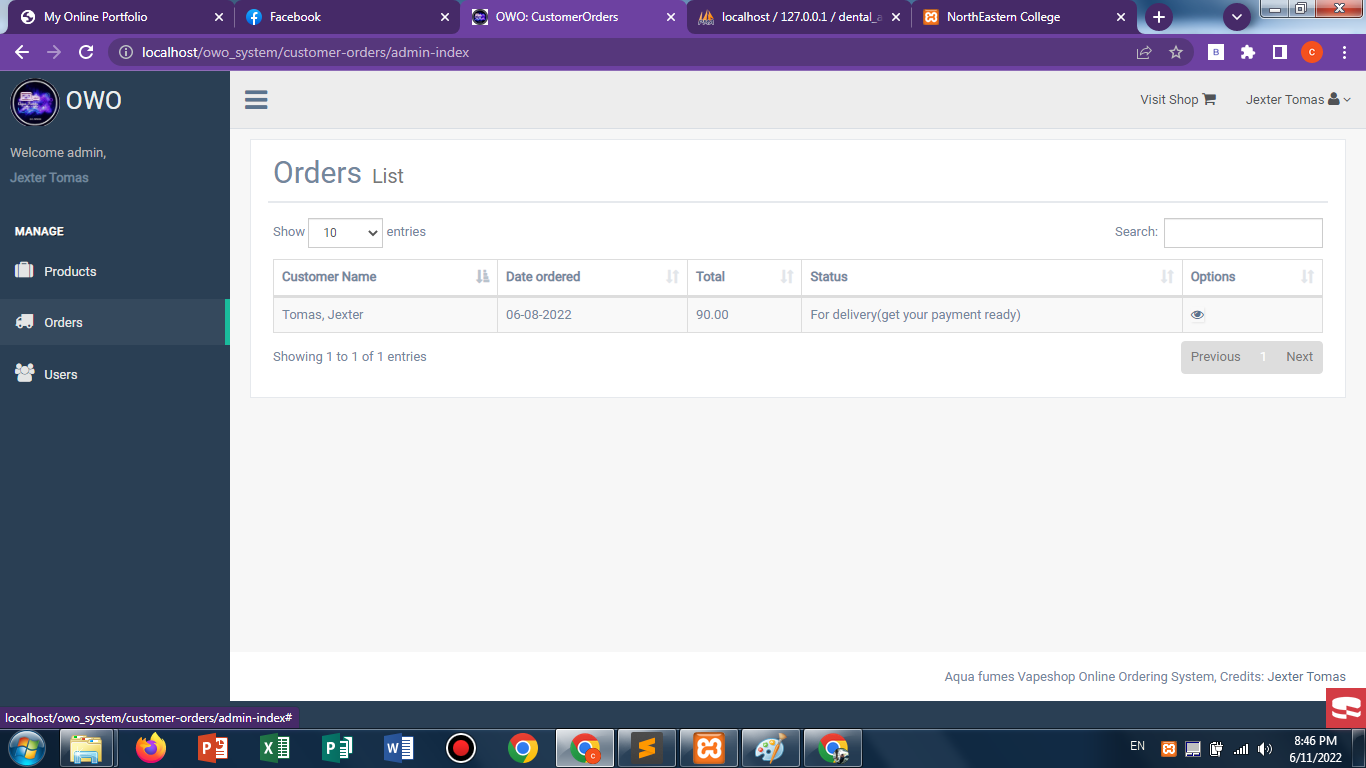 My Online Portfolio
Facebook
OWO: CustomerOrders
localhost / 127.0.0.1 / dental_a
NorthEastern College
localhost/owo_system/customer-orders/admin-index
B
C
OWO
Visit Shop
Jexter Tomas
Welcome admin,
Jexter Tomas
MANAGE
Products
Orders
Users
Orders List
Show 10 entries
Search:
Customer Name Date ordered Total Status Options
Tomas, Jexter 06-08-2022 90.00 For delivery(get your payment ready)
Showing 1 to 1 of 1 entries
Previous 1 Next
Aqua fumes Vapeshop Online Ordering System, Credits: Jexter Tomas
localhost/owo_system/customer-orders/admin-index#
EN
8:46 PM
6/11/2022